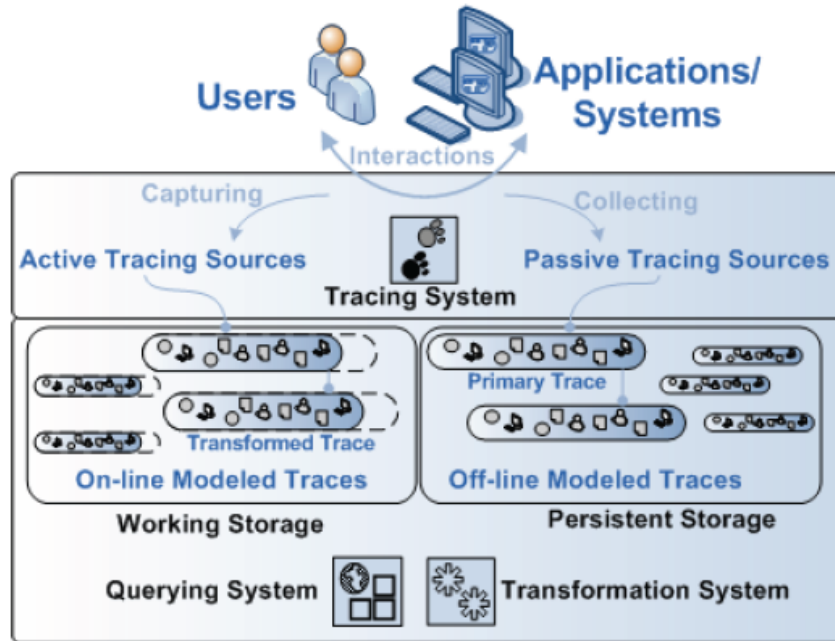 Users
Applications/
Systems
Interactions
Capturing
Collecting
Active Tracing Sources
Passive Tracing Sources
Tracing System
Primary Trace
Transformed Trace
On-line Modeled Traces
Off-line Modeled Traces
Working Storage
Persistent Storage
Querying System
Transformation System